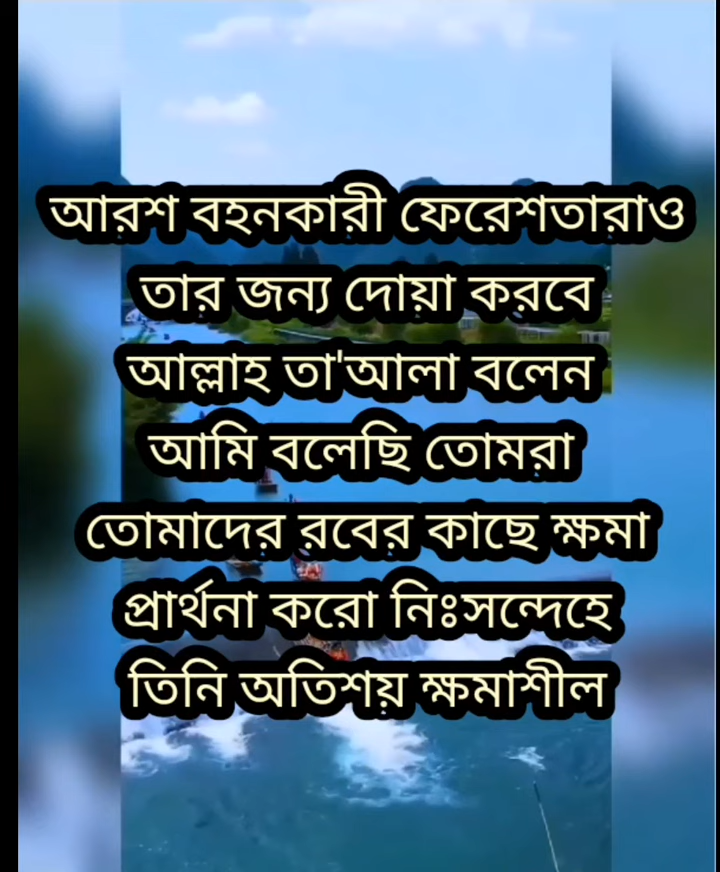 আরশ বহনকারী ফেরেশতারাও
তার জন্য দোয়া করবে
আল্লাহ তা'আলা বলেন
আমি বলেছি তোমরা
তোমাদের রবের কাছে ক্ষমা
প্রার্থনা করো নিঃসন্দেহে
তিনি অতিশয় ক্ষমাশীল